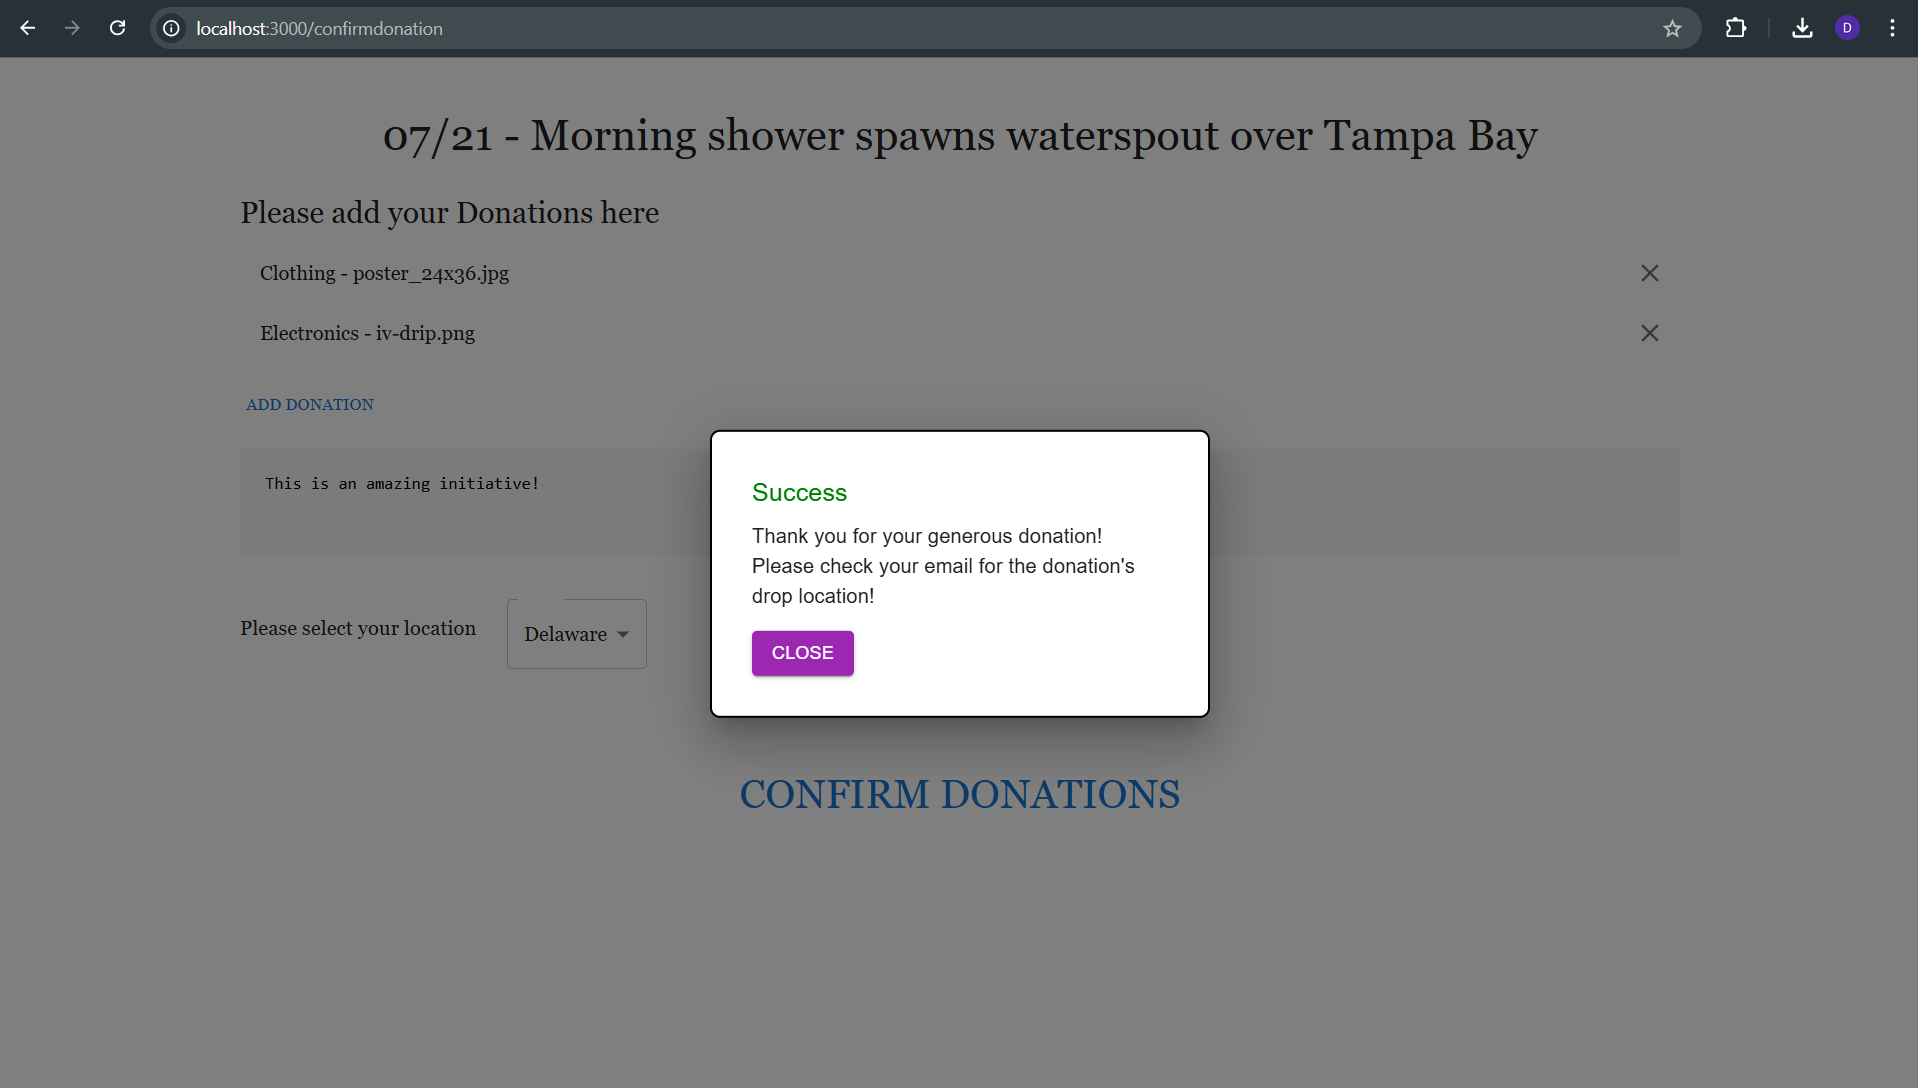 localhost:3000/confirmdonation
D
07/21 - Morning shower spawns waterspout over Tampa Bay
Please add your Donations here
Clothing - poster_24x36.jpg
Electronics - iv-drip.png
ADD DONATION
This is an amazing initiative!
Please select your location
Delaware
Success
Thank you for your generous donation!
Please check your email for the donation's
drop location!
CLOSE
CONFIRM DONATIONS